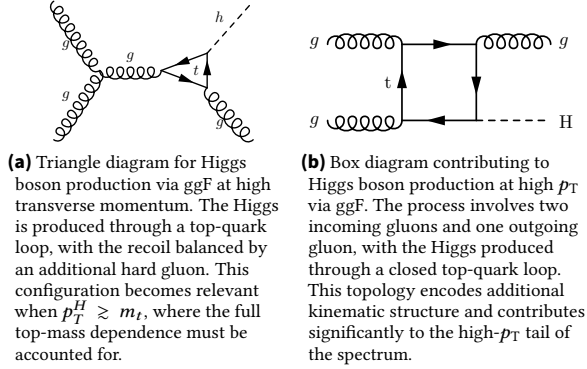 h
g
g
t
g
g
g
g
t
g
H
(a) Triangle diagram for Higgs
boson production via ggF at high
transverse momentum. The Higgs
is produced through a top-quark
loop, with the recoil balanced by
an additional hard gluon. This
configuration becomes relevant
when p_T^H ≳ m_t, where the full
top-mass dependence must be
accounted for.
(b) Box diagram contributing to
Higgs boson production at high p_T
via ggF. The process involves two
incoming gluons and one outgoing
gluon, with the Higgs produced
through a closed top-quark loop.
This topology encodes additional
kinematic structure and contributes
significantly to the high-p_T tail of
the spectrum.